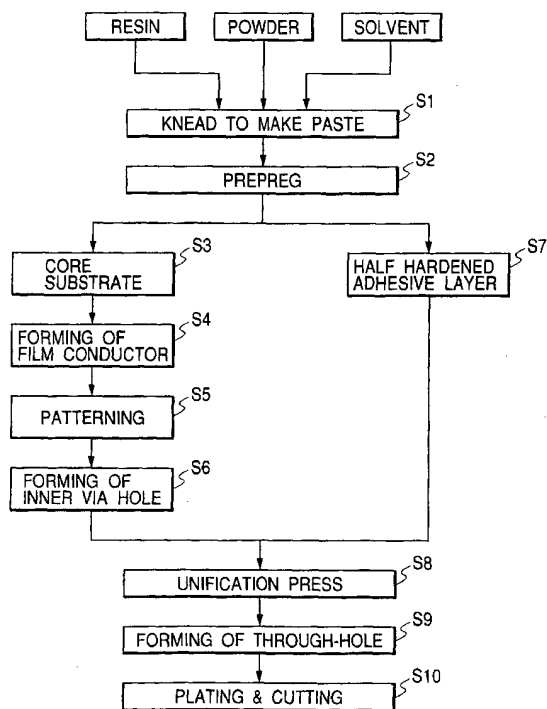 RESIN
POWDER
SOLVENT
S1
KNEAD TO MAKE PASTE
S2
PREPREG
S3
CORE
SUBSTRATE
S4
FORMING OF
FILM CONDUCTOR
S5
PATTERNING
S6
FORMING OF
INNER VIA HOLE
S7
HALF HARDENED
ADHESIVE LAYER
S8
UNIFICATION PRESS
S9
FORMING OF THROUGH-HOLE
S10
PLATING & CUTTING